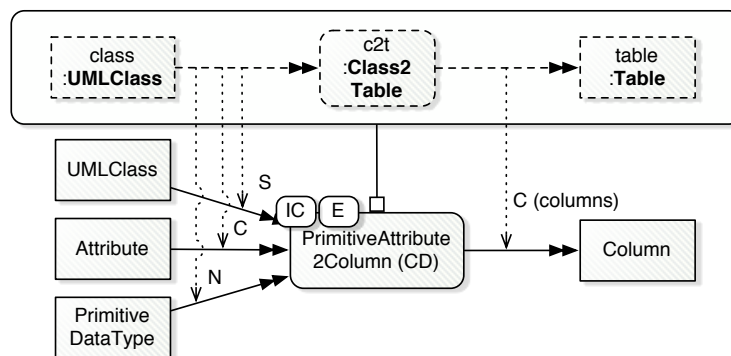 class
:UMLClass
c2t
:Class2
Table
table
:Table
UMLClass
S
IC
E
C (columns)
Attribute
C
PrimitiveAttribute
2Column (CD)
Column
N
Primitive
DataType